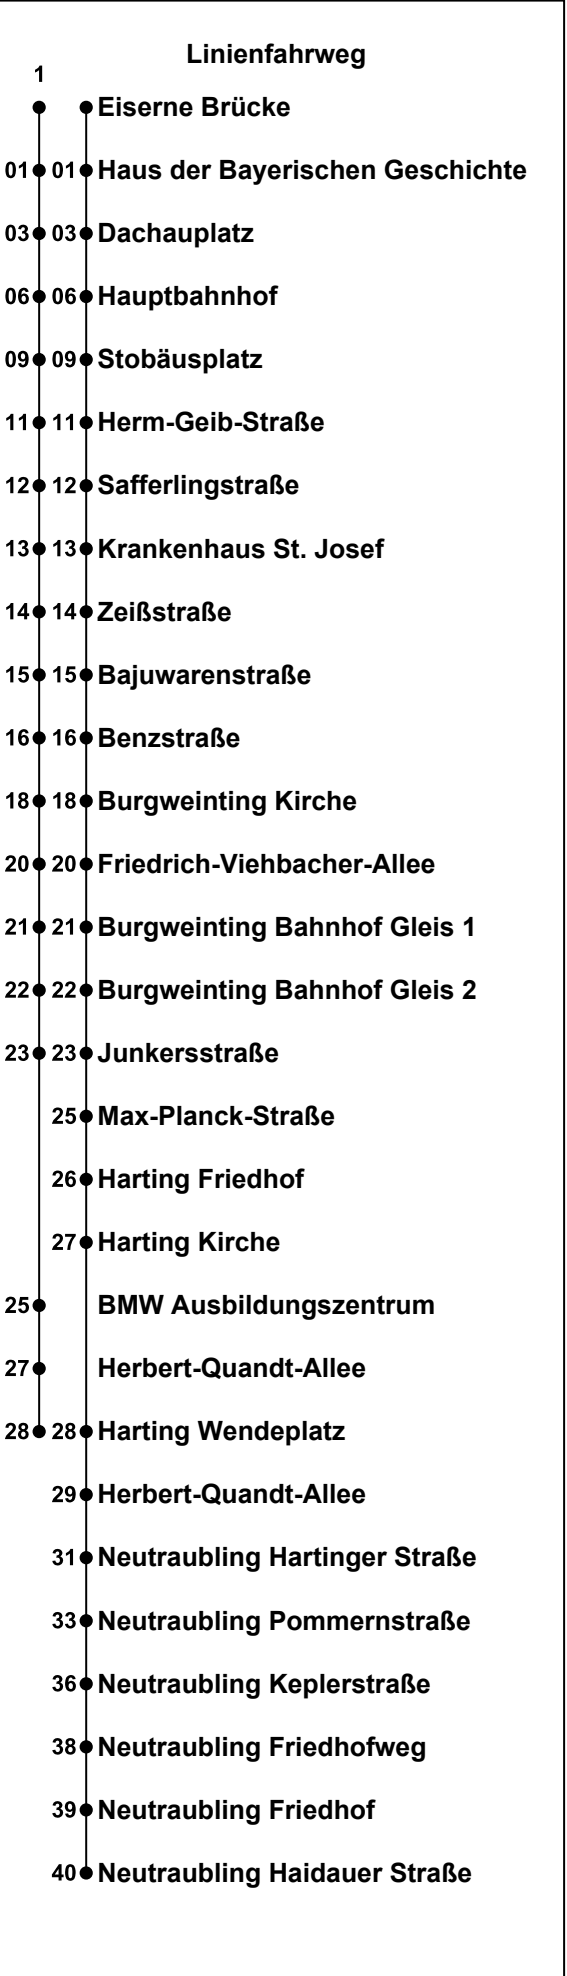 Linienfahrweg
1
Eiserne Brücke
01 01 Haus der Bayerischen Geschichte
03 03 Dachauplatz
06 06 Hauptbahnhof
09 09 Stobäusplatz
11 11 Herm-Geib-Straße
12 12 Safferlingstraße
13 13 Krankenhaus St. Josef
14 14 Zeißstraße
15 15 Bajuwarenstraße
16 16 Benzstraße
18 18 Burgweinting Kirche
20 20 Friedrich-Viehbacher-Allee
21 21 Burgweinting Bahnhof Gleis 1
22 22 Burgweinting Bahnhof Gleis 2
23 23 Junkersstraße
25 Max-Planck-Straße
26 Harting Friedhof
27 Harting Kirche
25 BMW Ausbildungszentrum
27 Herbert-Quandt-Allee
28 28 Harting Wendeplatz
29 Herbert-Quandt-Allee
31 Neutraubling Hartinger Straße
33 Neutraubling Pommernstraße
36 Neutraubling Keplerstraße
38 Neutraubling Friedhofweg
39 Neutraubling Friedhof
40 Neutraubling Haidauer Straße